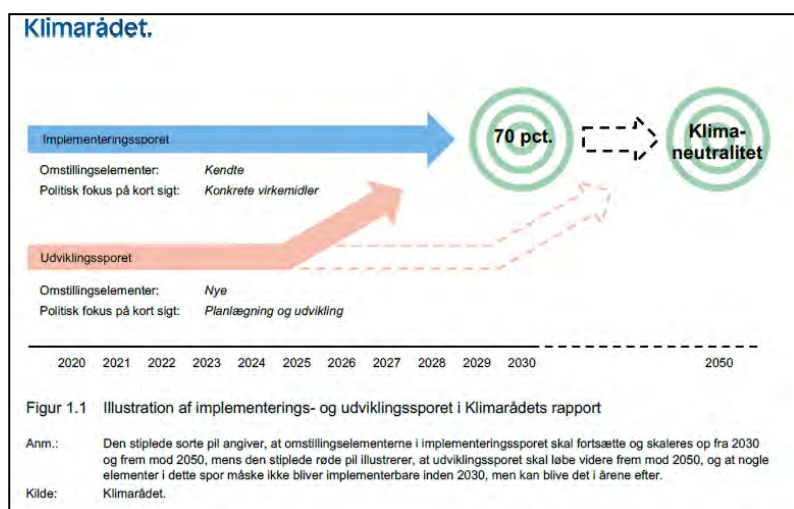 Klimarådet.
Implementeringssporet
70 pct.
Klima-
neutralitet
Omstillingselementer: Kendte
Politisk fokus på kort sigt: Konkrete virkemidler
Udviklingssporet
Omstillingselementer: Nye
Politisk fokus på kort sigt: Planlægning og udvikling
2020 2021 2022 2023 2024 2025 2026 2027 2028 2029 2030 2050
Figur 1.1 Illustration af implementerings- og udviklingssporet i Klimarådets rapport
Anm.: Den stiplede sorte pil angiver, at omstillingselementerne i implementeringssporet skal fortsætte og skaleres op fra 2030
og frem mod 2050, mens den stiplede røde pil illustrerer, at udviklingssporet skal løbe videre frem mod 2050, og at nogle
elementer i dette spor måske ikke bliver implementerbare inden 2030, men kan blive det i årene efter.
Kilde: Klimarådet.